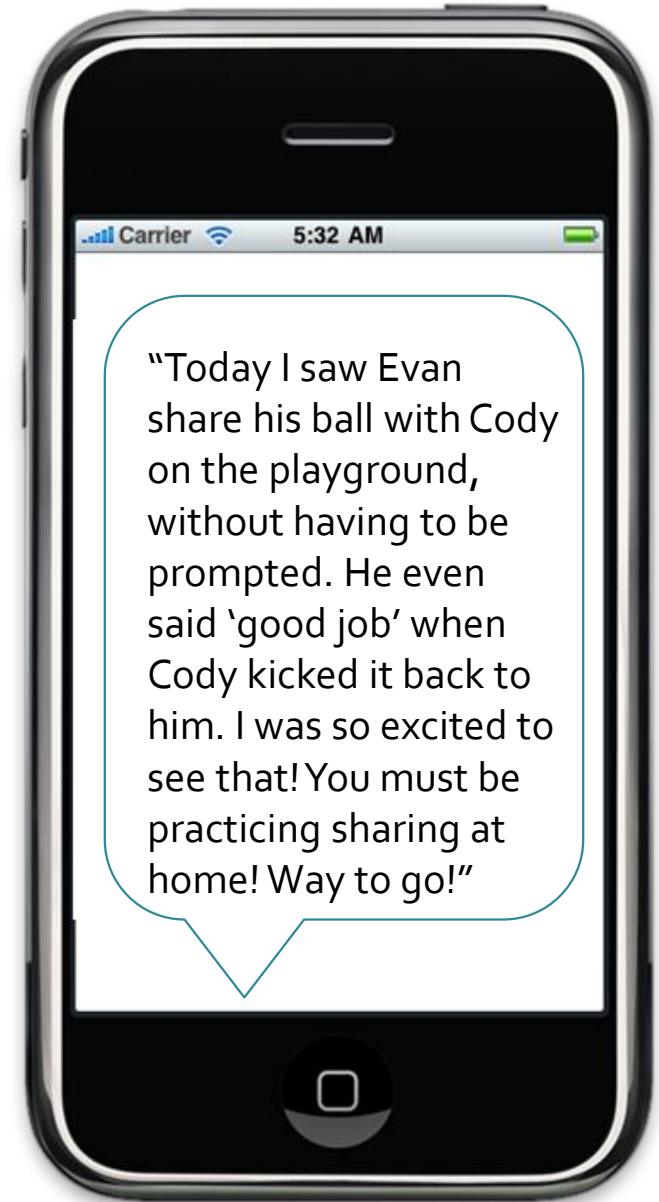 Carrier 5:32 AM
“Today I saw Evan
share his ball with Cody
on the playground,
without having to be
prompted. He even
said ‘good job’ when
Cody kicked it back to
him. I was so excited to
see that! You must be
practicing sharing at
home! Way to go!”